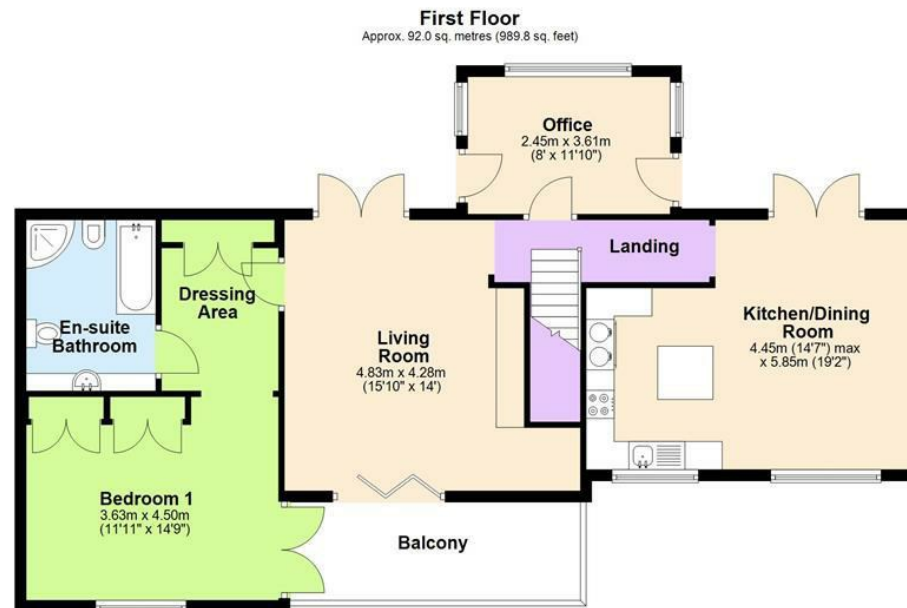 First Floor
Approx. 92.0 sq. metres (989.8 sq. feet)
Office
2.45m x 3.61m
(8' x 11'10")
Landing
Dressing
Area
En-suite
Bathroom
Living
Room
4.83m x 4.28m
(15'10" x 14')
Kitchen/Dining
Room
4.45m (14'7") max
x 5.85m (19'2")
Bedroom 1
3.63m x 4.50m
(11'11" x 14'9")
Balcony